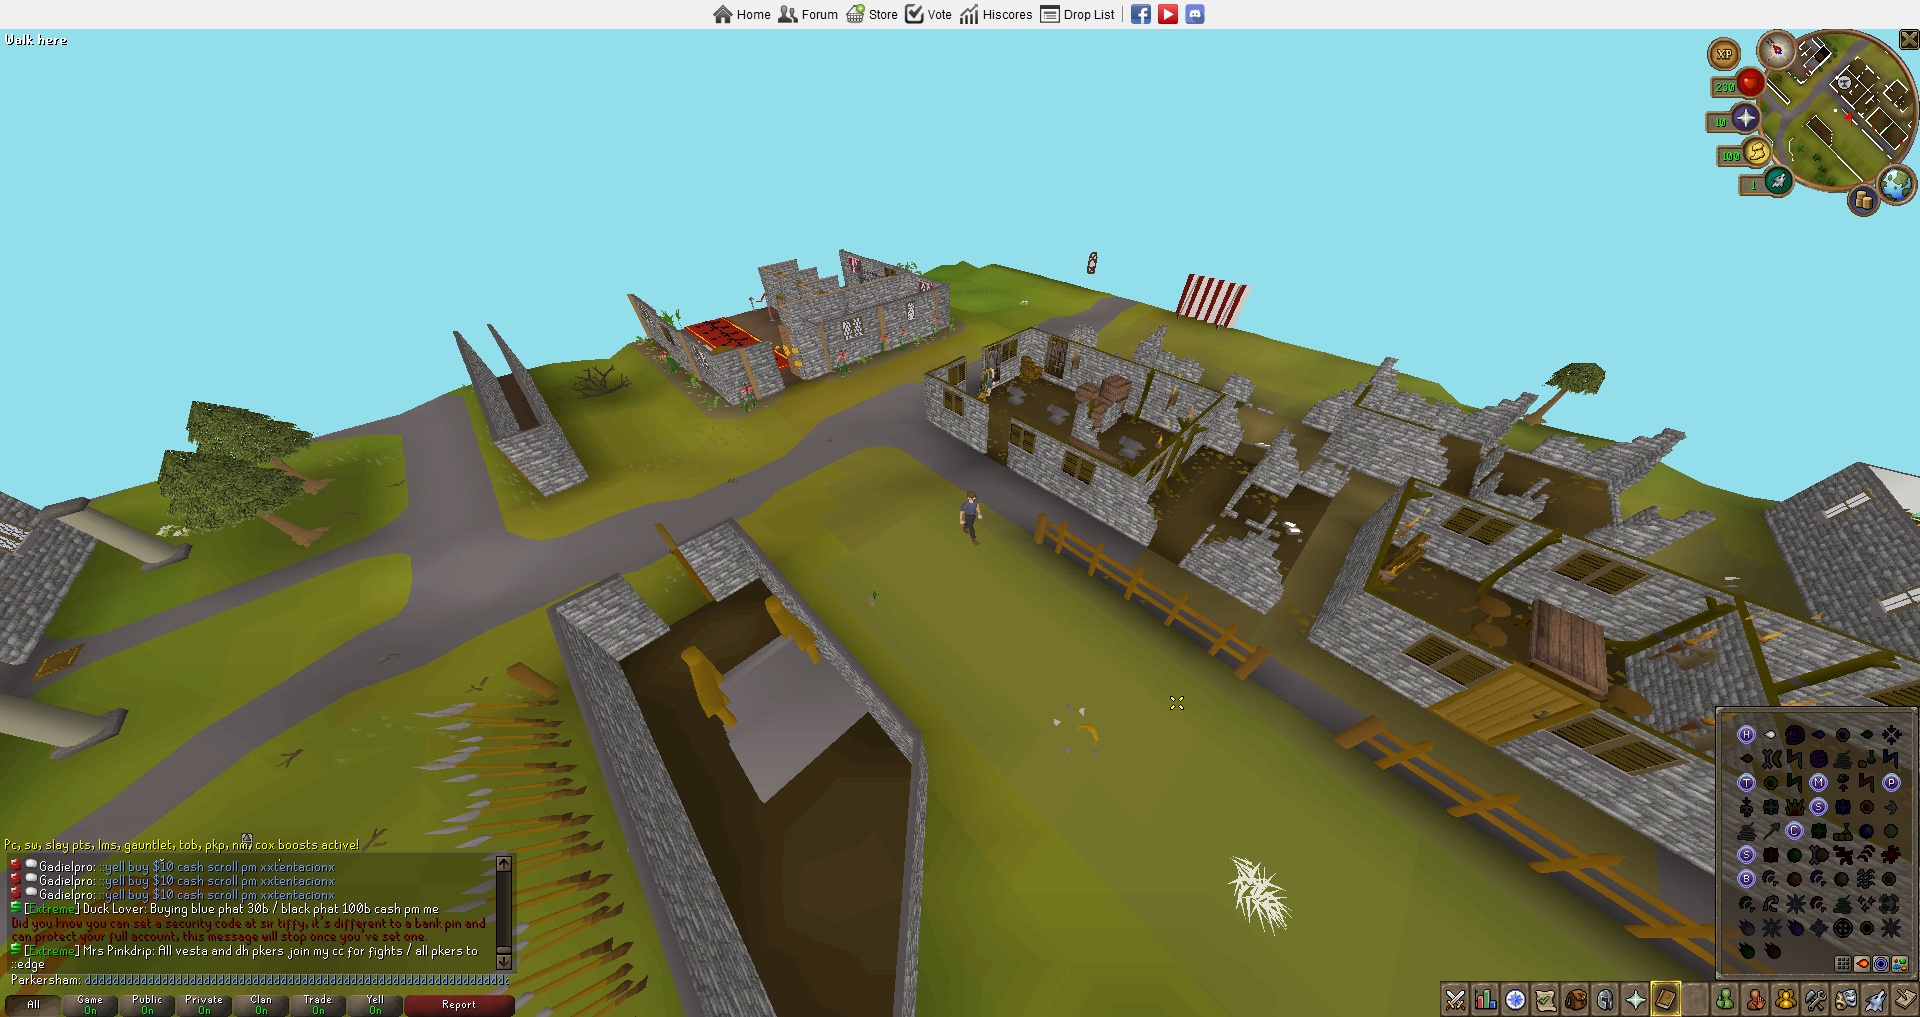 Home Forum Store Vote Hiscores Drop List
Walk here
XP
230
10
100
1
Pc, sw, slay pts, lms, gauntlet, tob, pkp, nm, cox boosts active!
Gadielpro: ::yell buy $10 cash scroll pm xxtentacionx
Gadielpro: ::yell buy $10 cash scroll pm xxtentacionx
Gadielpro: ::yell buy $10 cash scroll pm xxtentacionx
[Extreme] Duck Lover: Buying blue phat 30b / black phat 100b cash pm me
Did you know you can set a security code at sir tiffy, it's different to a bank pin and
can protect your full account, this message will stop once you've set one.
[Extreme] Mrs Pinkdrip: All vesta and dh pkers join my cc for fights / all pkers to
::edge
Parkersham:
All Game On Public On Private On Clan On Trade On Yell On Report
H
T M P
S
C
S
B